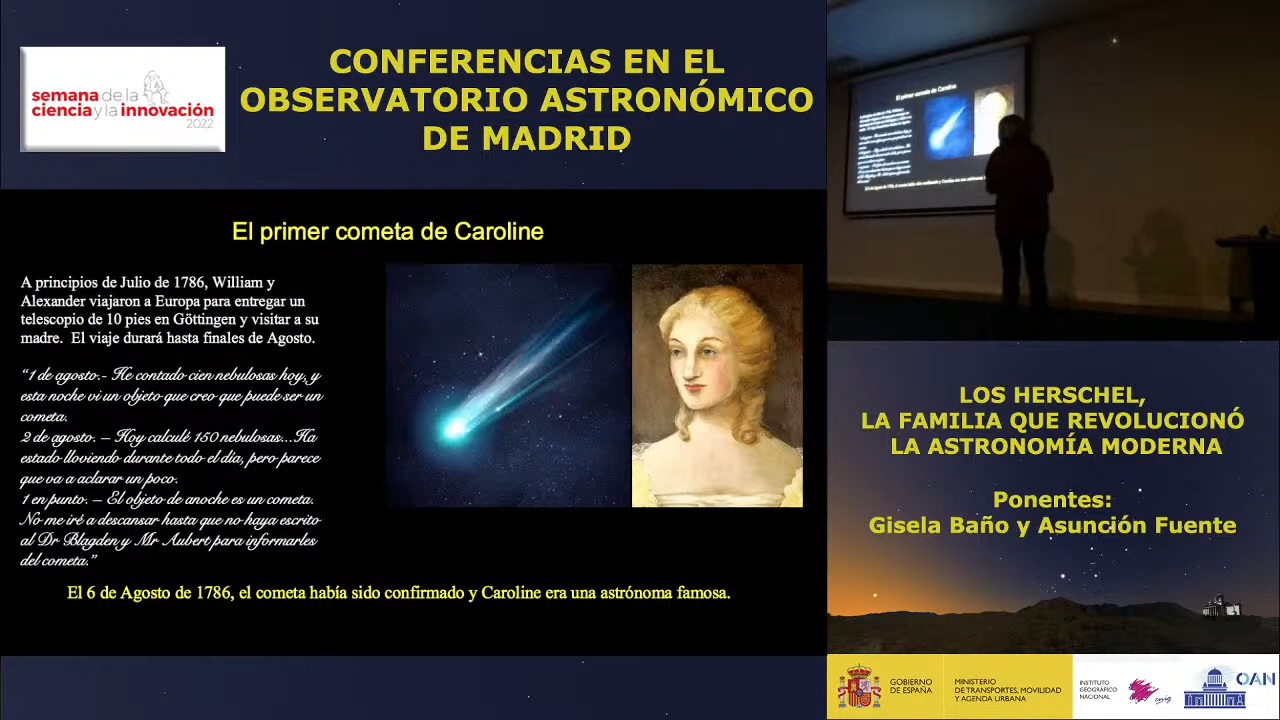 semana de la
ciencia y la innovación
2022
CONFERENCIAS EN EL
OBSERVATORIO ASTRONÓMICO
DE MADRID
El primer cometa de Caroline
A principios de Julio de 1786, William y
Alexander viajaron a Europa para entregar un
telescopio de 10 pies en Göttingen y visitar a su
madre. El viaje durará hasta finales de Agosto.
“1 de agosto.- He contado cien nebulosas hoy, y
esta noche vi un objeto que creo que puede ser un
cometa.
2 de agosto. – Hoy calculé 150 nebulosas...Ha
estado lloviendo durante todo el día, pero parece
que va a aclarar un poco.
1 en punto. – El objeto de anoche es un cometa.
No me iré a descansar hasta que no haya escrito
al Dr Blagden y Mr Aubert para informarles
del cometa.”
El 6 de Agosto de 1786, el cometa había sido confirmado y Caroline era una astrónoma famosa.
El primer cometa de Caroline
LOS HERSCHEL,
LA FAMILIA QUE REVOLUCIONÓ
LA ASTRONOMÍA MODERNA
Ponentes:
Gisela Baño y Asunción Fuente
GOBIERNO
DE ESPAÑA
MINISTERIO
DE TRANSPORTES, MOVILIDAD
Y AGENDA URBANA
INSTITUTO
GEOGRÁFICO
NACIONAL
cnig
OAN